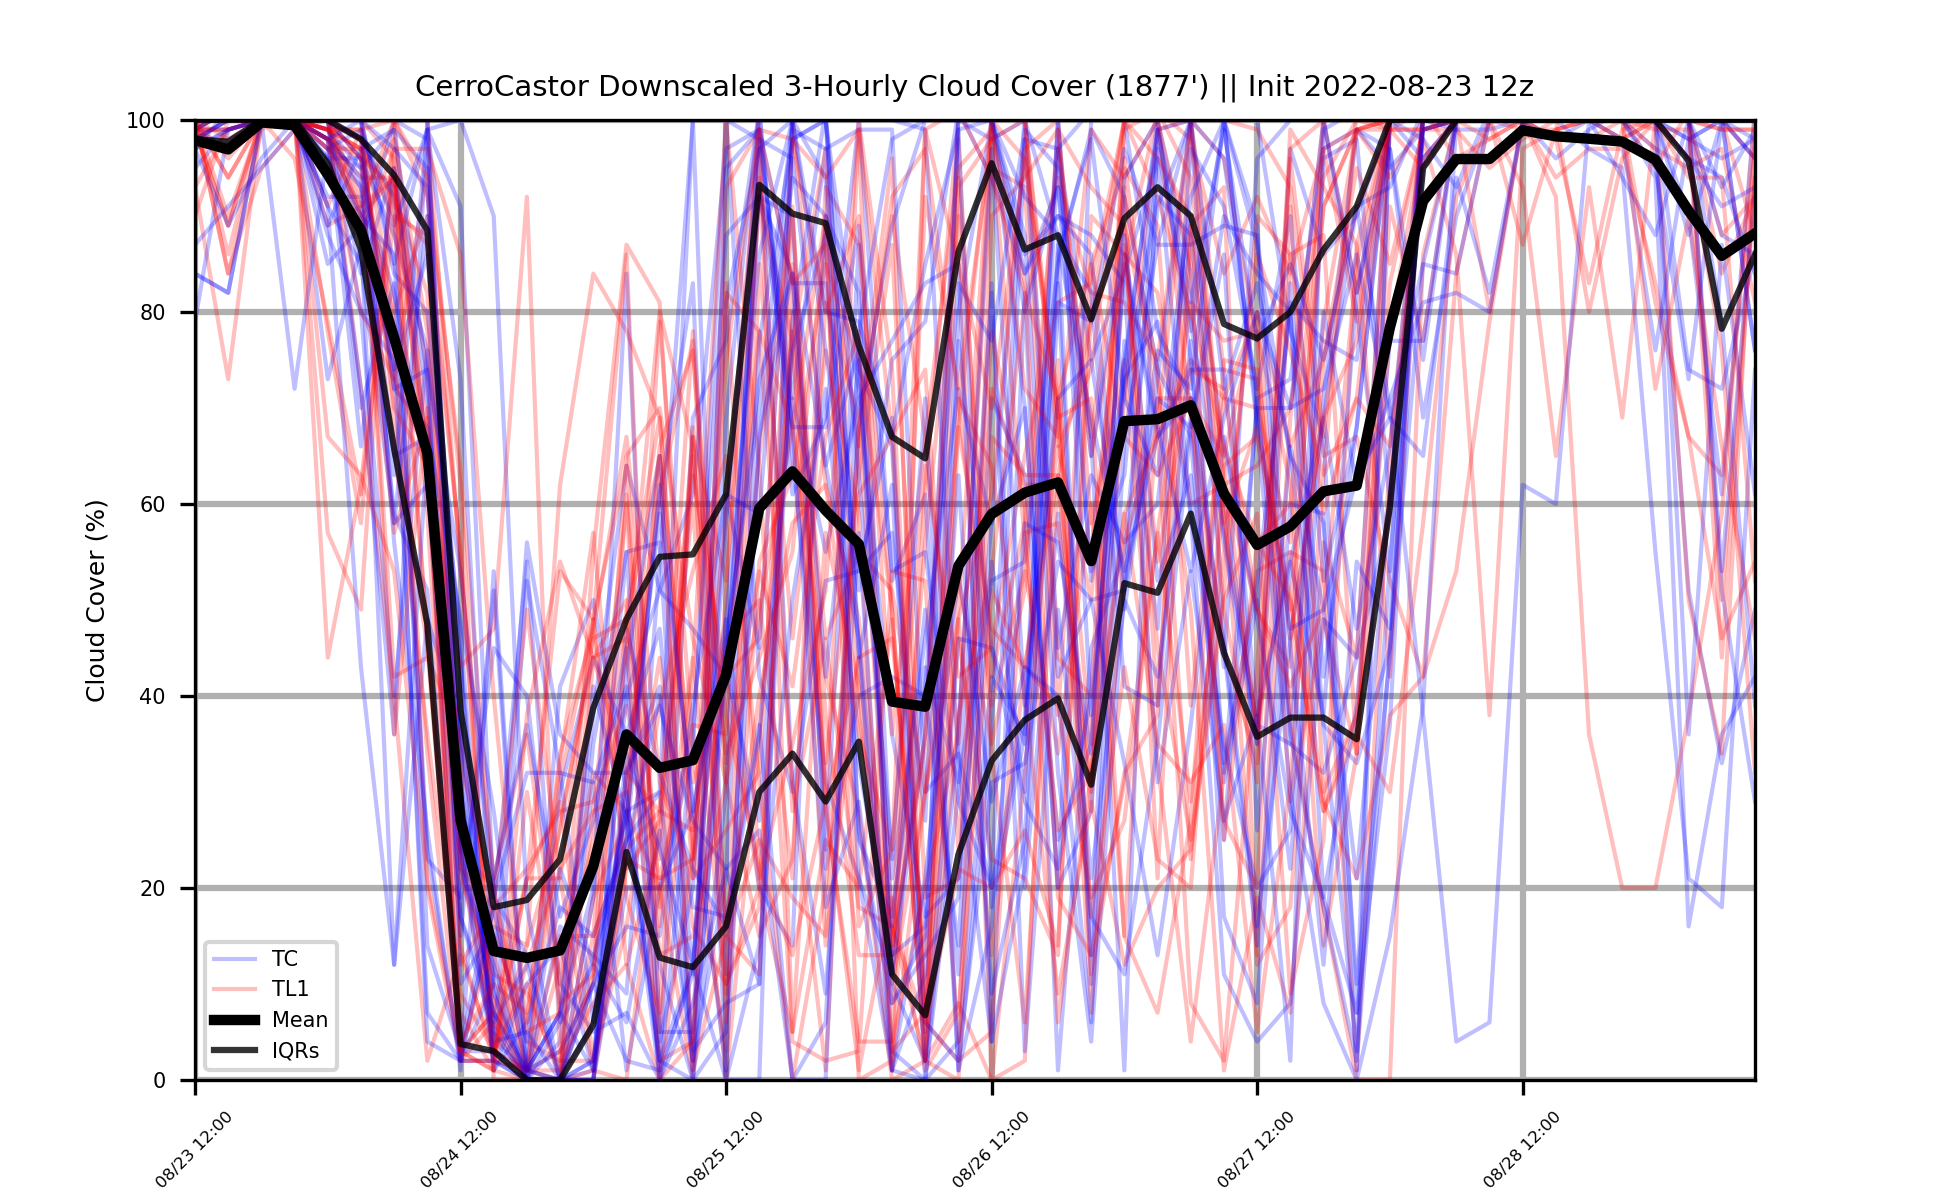 CerroCastor Downscaled 3-Hourly Cloud Cover (1877') || Init 2022-08-23 12z
Cloud Cover (%)
100
80
60
40
20
0
TC
TL1
Mean
IQRs
08/23 12:00
08/24 12:00
08/25 12:00
08/26 12:00
08/27 12:00
08/28 12:00